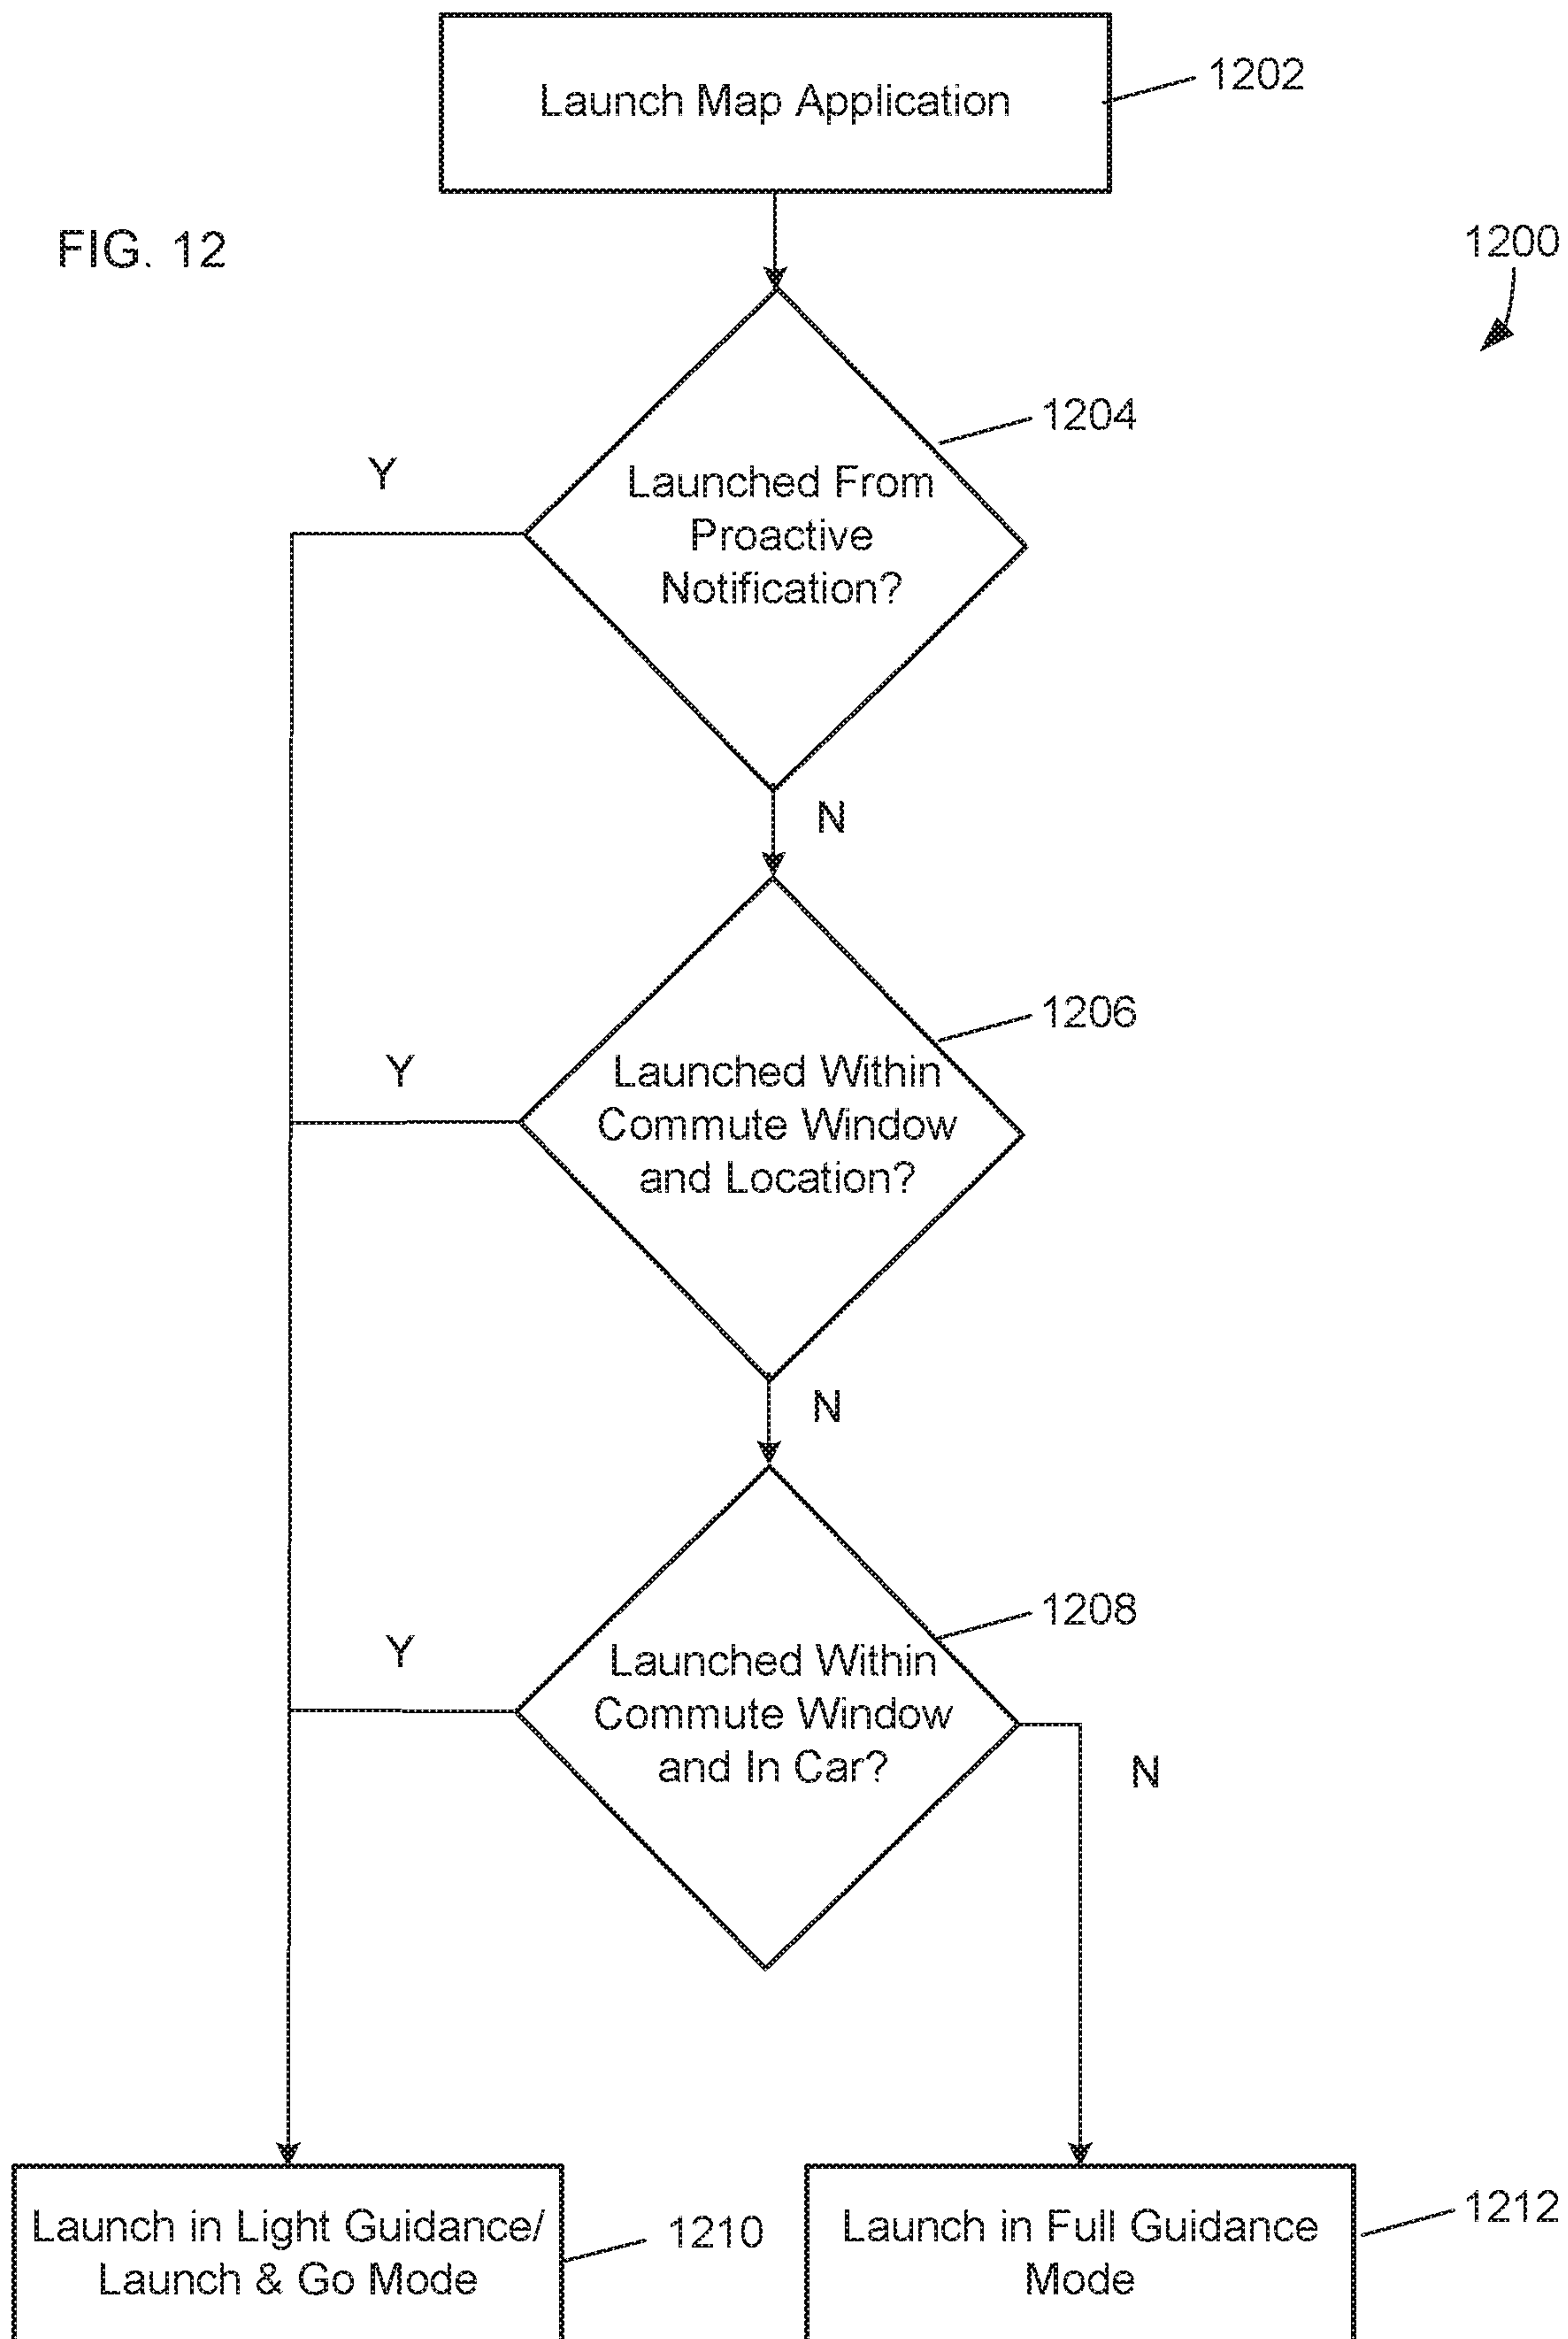 Launch Map Application
1202
FIG. 12
1200
1204
Y
Launched From
Proactive
Notification?
N
1206
Y
Launched Within
Commute Window
and Location?
N
1208
Y
Launched Within
Commute Window
and In Car?
N
Launch in Light Guidance/
Launch & Go Mode
1210
Launch in Full Guidance
Mode
1212